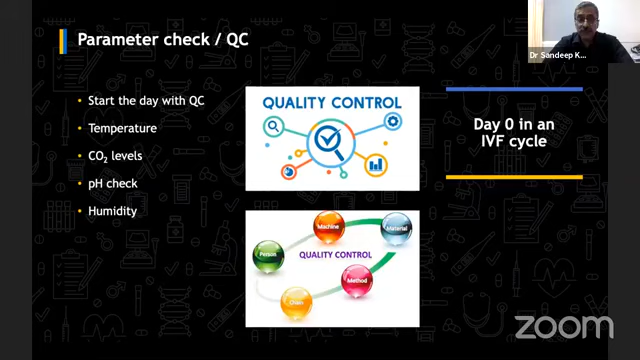 Parameter check / QC
Dr Sandeep K...
Start the day with QC
Temperature
CO₂ levels
pH check
Humidity
QUALITY CONTROL
Day 0 in an
IVF cycle
Machine
Material
Person
QUALITY CONTROL
Method
zoom